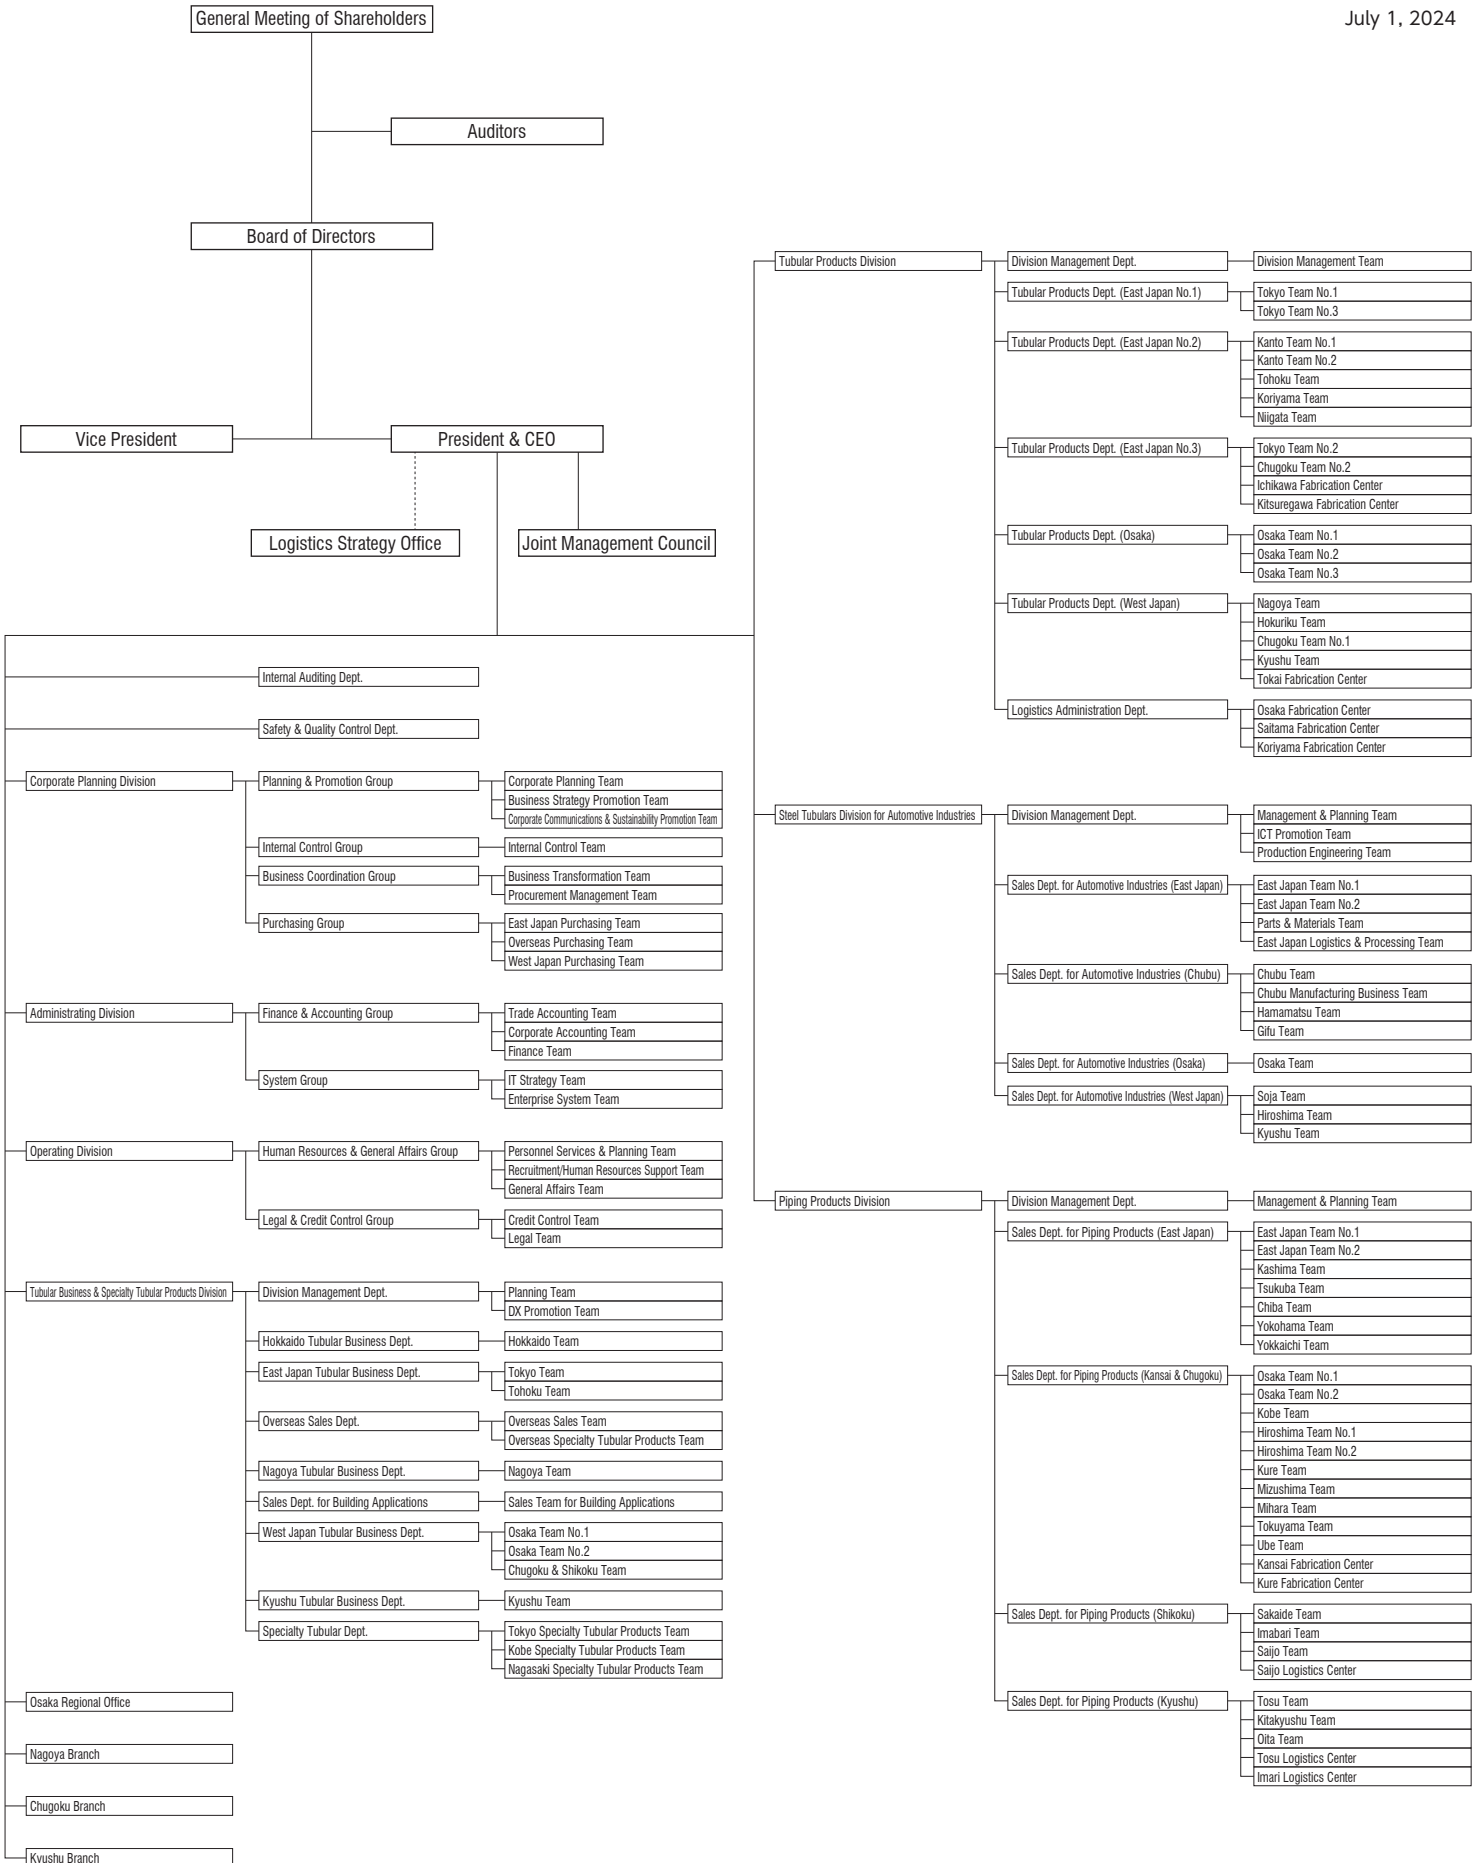 July 1, 2024
General Meeting of Shareholders
Auditors
Board of Directors
Vice President
President & CEO
Logistics Strategy Office
Joint Management Council
Internal Auditing Dept.
Safety & Quality Control Dept.
Corporate Planning Division
Planning & Promotion Group
Corporate Planning Team
Business Strategy Promotion Team
Corporate Communications & Sustainability Promotion Team
Internal Control Group
Internal Control Team
Business Coordination Group
Business Transformation Team
Procurement Management Team
Purchasing Group
East Japan Purchasing Team
Overseas Purchasing Team
West Japan Purchasing Team
Administrating Division
Finance & Accounting Group
Trade Accounting Team
Corporate Accounting Team
Finance Team
System Group
IT Strategy Team
Enterprise System Team
Operating Division
Human Resources & General Affairs Group
Personnel Services & Planning Team
Recruitment/Human Resources Support Team
General Affairs Team
Legal & Credit Control Group
Credit Control Team
Legal Team
Tubular Business & Specialty Tubular Products Division
Division Management Dept.
Planning Team
DX Promotion Team
Hokkaido Tubular Business Dept.
Hokkaido Team
East Japan Tubular Business Dept.
Tokyo Team
Tohoku Team
Overseas Sales Dept.
Overseas Sales Team
Overseas Specialty Tubular Products Team
Nagoya Tubular Business Dept.
Nagoya Team
Sales Dept. for Building Applications
Sales Team for Building Applications
West Japan Tubular Business Dept.
Osaka Team No.1
Osaka Team No.2
Chugoku & Shikoku Team
Kyushu Tubular Business Dept.
Kyushu Team
Specialty Tubular Dept.
Tokyo Specialty Tubular Products Team
Kobe Specialty Tubular Products Team
Nagasaki Specialty Tubular Products Team
Osaka Regional Office
Nagoya Branch
Chugoku Branch
Kyushu Branch
Tubular Products Division
Division Management Dept.
Division Management Team
Tubular Products Dept. (East Japan No.1)
Tokyo Team No.1
Tokyo Team No.3
Tubular Products Dept. (East Japan No.2)
Kanto Team No.1
Kanto Team No.2
Tohoku Team
Koriyama Team
Niigata Team
Tubular Products Dept. (East Japan No.3)
Tokyo Team No.2
Chugoku Team No.2
Ichikawa Fabrication Center
Kitsuregawa Fabrication Center
Tubular Products Dept. (Osaka)
Osaka Team No.1
Osaka Team No.2
Osaka Team No.3
Tubular Products Dept. (West Japan)
Nagoya Team
Hokuriku Team
Chugoku Team No.1
Kyushu Team
Tokai Fabrication Center
Logistics Administration Dept.
Osaka Fabrication Center
Saitama Fabrication Center
Koriyama Fabrication Center
Steel Tubulars Division for Automotive Industries
Division Management Dept.
Management & Planning Team
ICT Promotion Team
Production Engineering Team
Sales Dept. for Automotive Industries (East Japan)
East Japan Team No.1
East Japan Team No.2
Parts & Materials Team
East Japan Logistics & Processing Team
Sales Dept. for Automotive Industries (Chubu)
Chubu Team
Chubu Manufacturing Business Team
Hamamatsu Team
Gifu Team
Sales Dept. for Automotive Industries (Osaka)
Osaka Team
Sales Dept. for Automotive Industries (West Japan)
Soja Team
Hiroshima Team
Kyushu Team
Piping Products Division
Division Management Dept.
Management & Planning Team
Sales Dept. for Piping Products (East Japan)
East Japan Team No.1
East Japan Team No.2
Kashima Team
Tsukuba Team
Chiba Team
Yokohama Team
Yokkaichi Team
Sales Dept. for Piping Products (Kansai & Chugoku)
Osaka Team No.1
Osaka Team No.2
Kobe Team
Hiroshima Team No.1
Hiroshima Team No.2
Kure Team
Mizushima Team
Mihara Team
Tokuyama Team
Ube Team
Kansai Fabrication Center
Kure Fabrication Center
Sales Dept. for Piping Products (Shikoku)
Sakaide Team
Imabari Team
Saijo Team
Saijo Logistics Center
Sales Dept. for Piping Products (Kyushu)
Tosu Team
Kitakyushu Team
Oita Team
Tosu Logistics Center
Imari Logistics Center